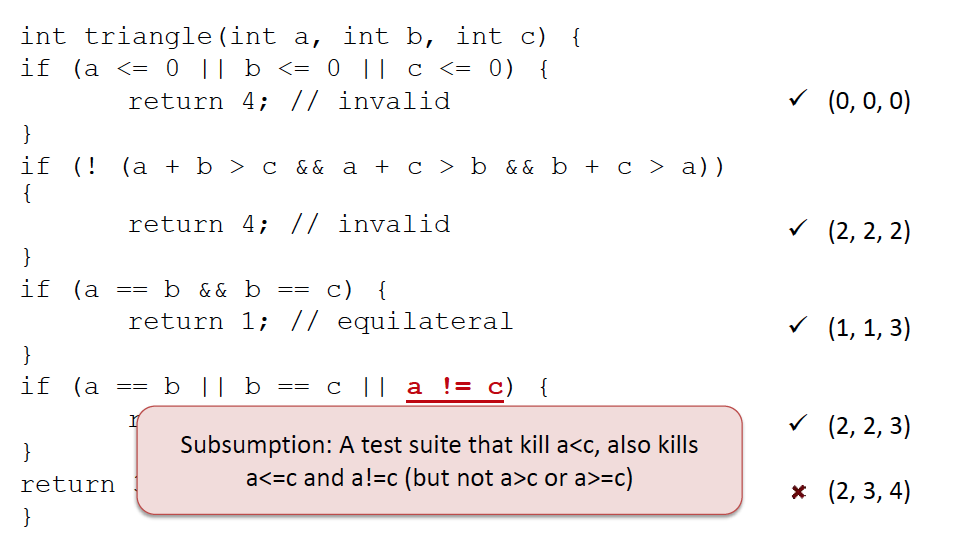 int triangle(int a, int b, int c) {
if (a <= 0 || b <= 0 || c <= 0) {
return 4; // invalid
✓ (0, 0, 0)
}
if (! (a + b > c && a + c > b && b + c > a))
{
return 4; // invalid
✓ (2, 2, 2)
}
if (a == b && b == c) {
return 1; // equilateral
✓ (1, 1, 3)
}
if (a == b || b == c || a != c) {
✓ (2, 2, 3)
Subsumption: A test suite that kill a<c, also kills
a<=c and a!=c (but not a>c or a>=c)
}
return
✖ (2, 3, 4)
}